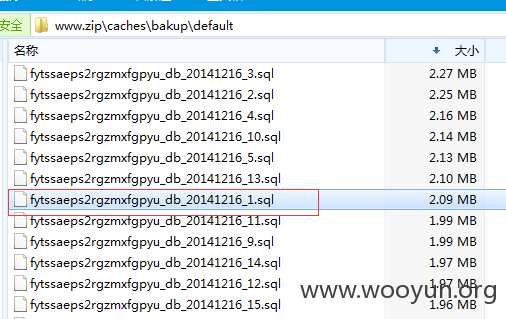 安全 www.zip\caches\bakup\default
名称 大小
fytssaeps2rgzmxfgpyu_db_20141216_3.sql 2.27 MB
fytssaeps2rgzmxfgpyu_db_20141216_2.sql 2.25 MB
fytssaeps2rgzmxfgpyu_db_20141216_4.sql 2.16 MB
fytssaeps2rgzmxfgpyu_db_20141216_10.sql 2.14 MB
fytssaeps2rgzmxfgpyu_db_20141216_5.sql 2.13 MB
fytssaeps2rgzmxfgpyu_db_20141216_13.sql 2.10 MB
fytssaeps2rgzmxfgpyu_db_20141216_1.sql 2.09 MB
fytssaeps2rgzmxfgpyu_db_20141216_11.sql 1.99 MB
fytssaeps2rgzmxfgpyu_db_20141216_9.sql 1.99 MB
fytssaeps2rgzmxfgpyu_db_20141216_14.sql 1.97 MB
fytssaeps2rgzmxfgpyu_db_20141216_12.sql 1.97 MB
fytssaeps2rgzmxfgpyu_db_20141216_15.sql 1.96 MB
www.wooyun.org